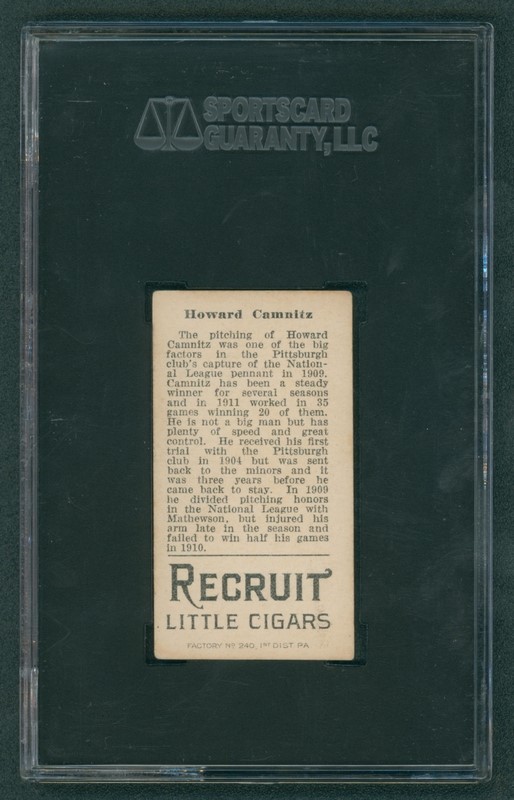 SPORTSCARD
GUARANTY, LLC
Howard Camnitz
The pitching of Howard
Camnitz was one of the big
factors in the Pittsburgh
club's capture of the Nation-
al League pennant in 1909.
Camnitz has been a steady
winner for several seasons
and in 1911 worked in 35
games winning 20 of them.
He is not a big man but has
plenty of speed and great
control. He received his first
trial with the Pittsburgh
club in 1904 but was sent
back to the minors and it
was three years before he
came back to stay. In 1909
he divided pitching honors
in the National League with
Mathewson, but injured his
arm late in the season and
failed to win half his games
in 1910.
RECRUIT
LITTLE CIGARS
FACTORY No 240, 1st DIST. PA